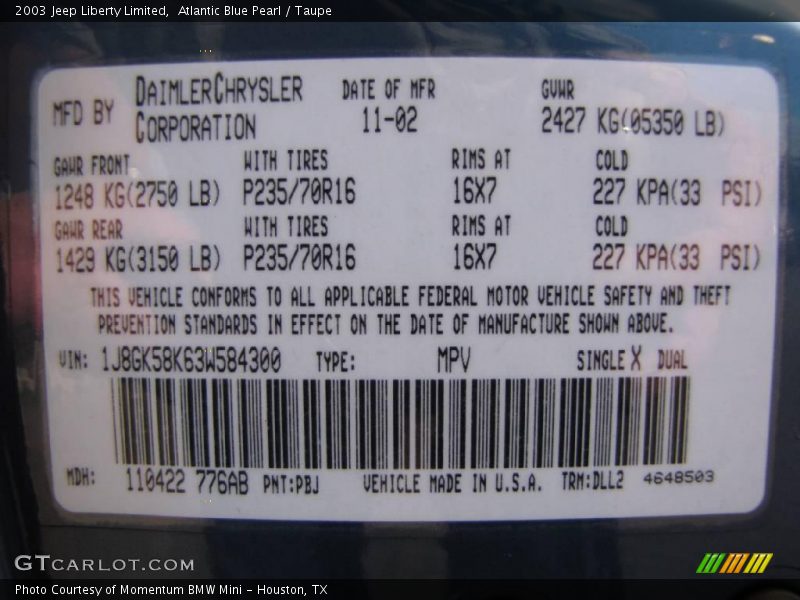 2003 Jeep Liberty Limited,  Atlantic Blue Pearl / Taupe
MFD BY DAIMLERCHRYSLER CORPORATION
DATE OF MFR 11-02
GVWR 2427 KG(05350 LB)
GAWR FRONT WITH TIRES RIMS AT COLD
1248 KG(2750 LB) P235/70R16 16X7 227 KPA(33 PSI)
GAWR REAR WITH TIRES RIMS AT COLD
1429 KG(3150 LB) P235/70R16 16X7 227 KPA(33 PSI)
THIS VEHICLE CONFORMS TO ALL APPLICABLE FEDERAL MOTOR VEHICLE SAFETY AND THEFT
PREVENTION STANDARDS IN EFFECT ON THE DATE OF MANUFACTURE SHOWN ABOVE.
VIN: 1J8GK58K63W584300 TYPE: MPV SINGLE X DUAL
MDH: 110422 776AB PNT:PBJ VEHICLE MADE IN U.S.A. TRM:DLL2 4648503
GTCARLOT.COM
Photo Courtesy of Momentum BMW Mini - Houston, TX